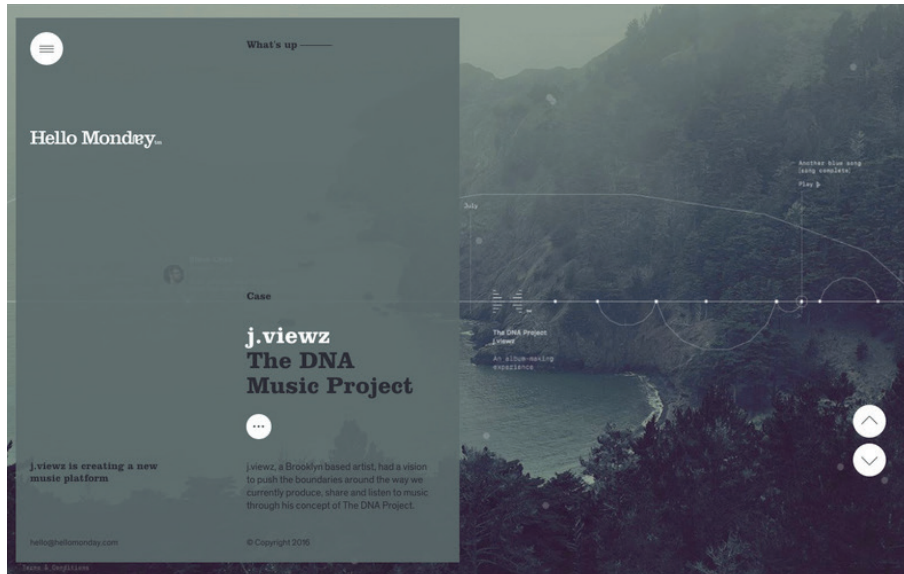 What's up
Hello Monday
July
Another blue song
(song complete)
Play
Case
j.viewz
The DNA
Music Project
The DNA Project
j.viewz
An album-making
experience
j.viewz is creating a new
music platform
j.viewz, a Brooklyn based artist, had a vision
to push the boundaries around the way we
currently produce, share and listen to music
through his concept of The DNA Project.
hello@hellomonday.com
© Copyright 2016
Terms & Conditions